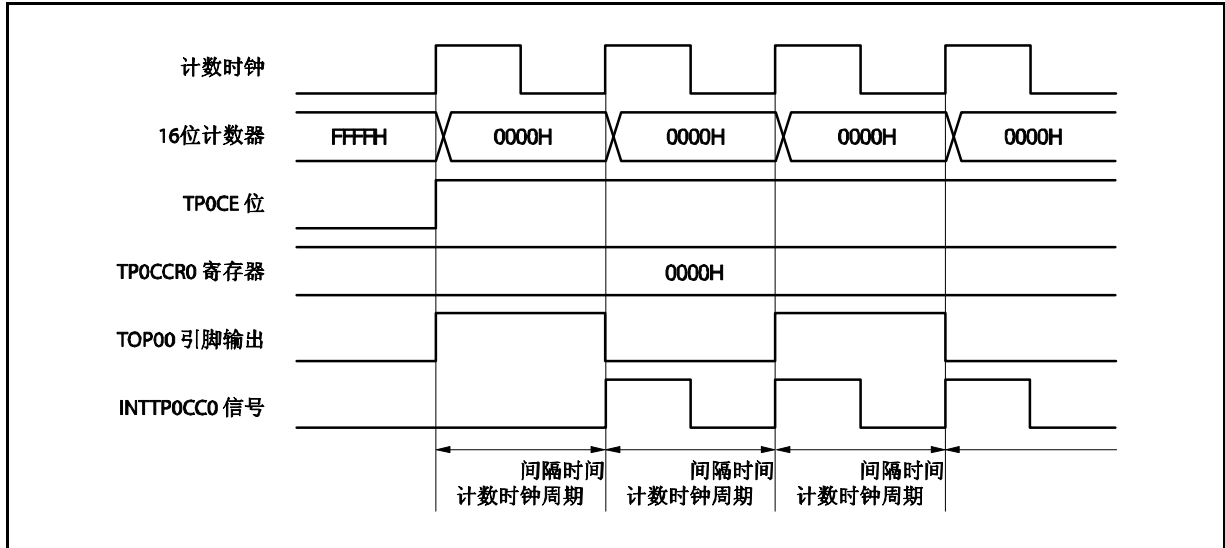 计数时钟
16位计数器 FFFFH 0000H 0000H 0000H 0000H
TP0CE 位
TP0CCR0 寄存器 0000H
TOP00 引脚输出
INTTP0CC0 信号
间隔时间 间隔时间 间隔时间
计数时钟周期 计数时钟周期 计数时钟周期